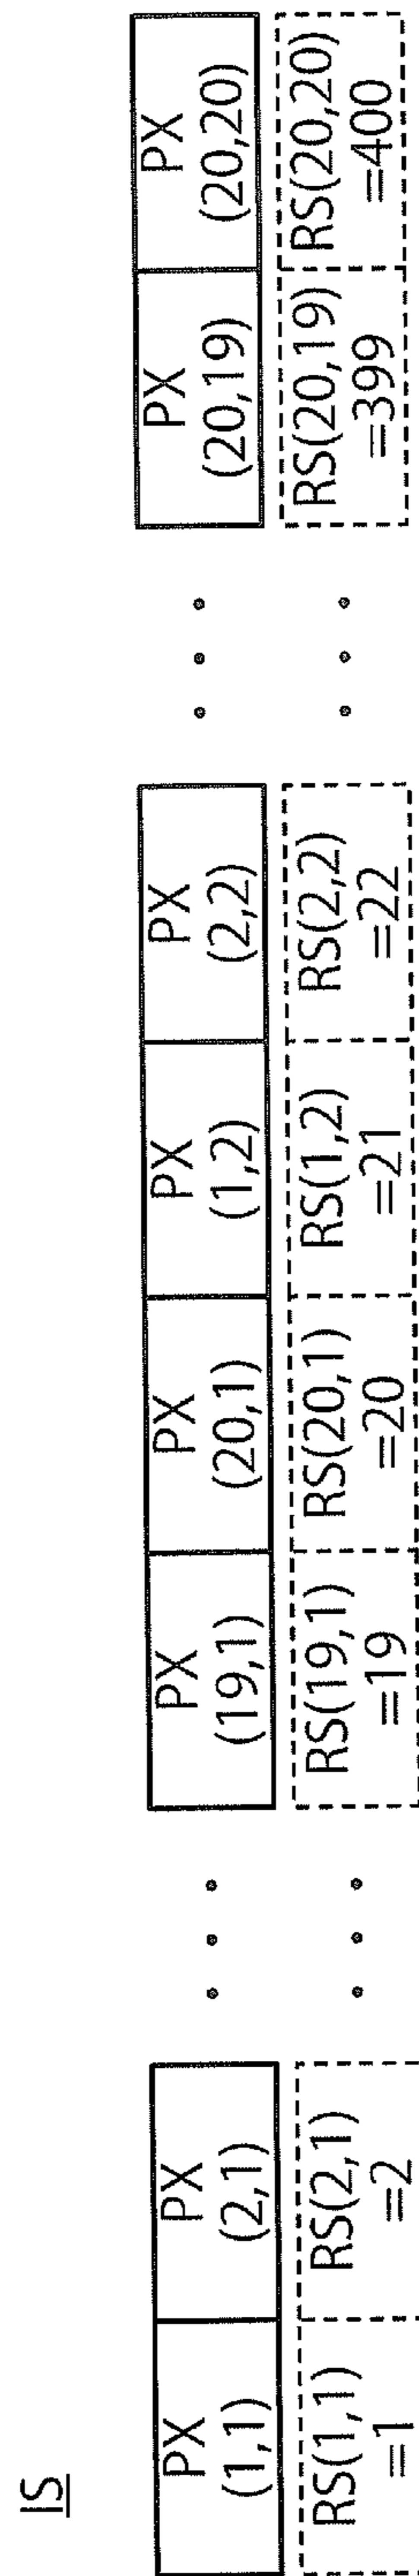 IS
PX
(1,1)
PX
(2,1)
PX
(19,1)
PX
(20,1)
PX
(1,2)
PX
(2,2)
PX
(20,19)
PX
(20,20)
RS(1,1)
=1
RS(2,1)
=2
RS(19,1)
=19
RS(20,1)
=20
RS(1,2)
=21
RS(2,2)
=22
RS(20,19)
=399
RS(20,20)
=400